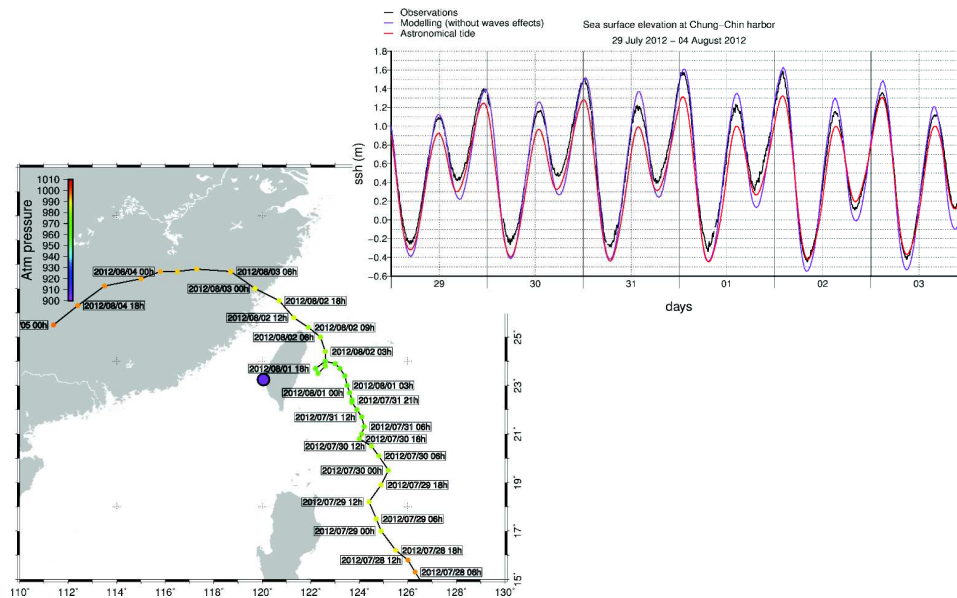 Observations
Modelling (without waves effects)
Astronomical tide
Sea surface elevation at Chung-Chin harbor
29 July 2012 – 04 August 2012
ssh (m)
1.8
1.6
1.4
1.2
1.0
0.8
0.6
0.4
0.2
0.0
−0.2
−0.4
−0.6
29
30
31
01
02
03
days
Atm pressure
1010
1000
990
980
970
960
950
940
930
920
910
900
2012/08/04 00h
2012/08/03 06h
2012/08/03 00h
2012/08/04 18h
2012/08/02 18h
/05 00h
2012/08/02 12h
2012/08/02 09h
2012/08/02 06h
2012/08/02 03h
2012/08/01 18h
2012/08/01 03h
2012/08/01 00h
2012/07/31 21h
2012/07/31 12h
2012/07/31 06h
2012/07/30 18h
2012/07/30 12h
2012/07/30 06h
2012/07/30 00h
2012/07/29 18h
2012/07/29 12h
2012/07/29 06h
2012/07/29 00h
2012/07/28 18h
2012/07/28 12h
2012/07/28 06h
25°
23°
21°
19°
17°
15°
110° 112° 114° 116° 118° 120° 122° 124° 126° 128° 130°